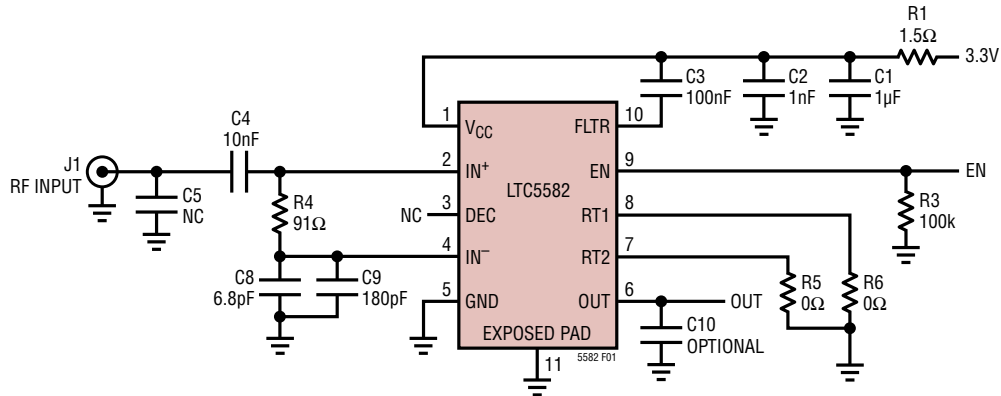 R1
1.5Ω
3.3V
C3
100nF
C2
1nF
C1
1µF
C4
10nF
1
VCC
FLTR
10
J1
RF INPUT
2
IN+
EN
9
EN
C5
NC
R4
91Ω
NC
3
DEC
LTC5582
RT1
8
R3
100k
4
IN−
RT2
7
C8
6.8pF
C9
180pF
R5
0Ω
R6
0Ω
5
GND
OUT
6
OUT
EXPOSED PAD
C10
OPTIONAL
5582 F01
11